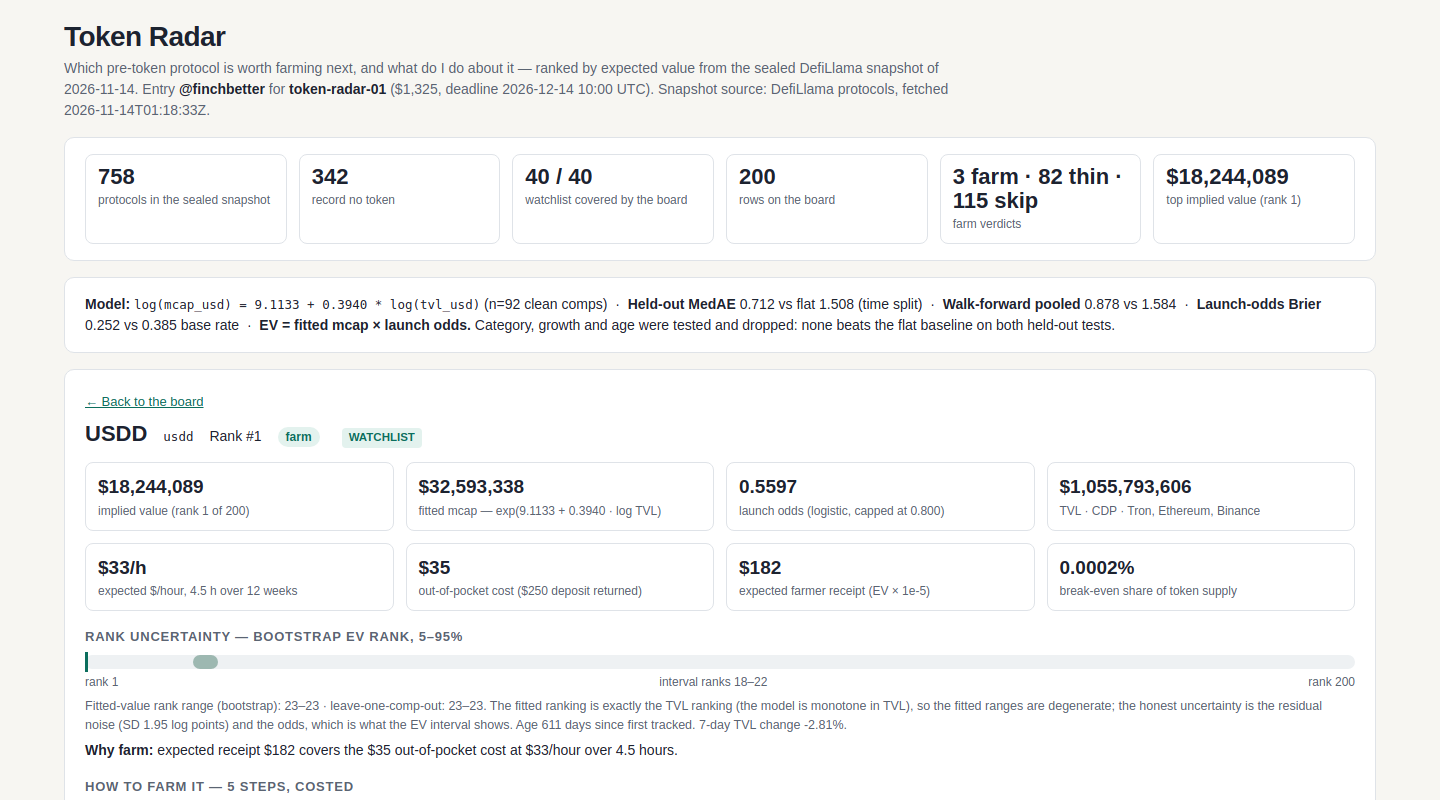 Token Radar
Which pre-token protocol is worth farming next, and what do I do about it — ranked by expected value from the sealed DefiLlama snapshot of
2026-11-14. Entry @finchbetter for token-radar-01 ($1,325, deadline 2026-12-14 10:00 UTC). Snapshot source: DefiLlama protocols, fetched
2026-11-14T01:18:33Z.
758
protocols in the sealed snapshot
342
record no token
40 / 40
watchlist covered by the board
200
rows on the board
3 farm · 82 thin ·
115 skip
farm verdicts
$18,244,089
top implied value (rank 1)
Model: log(mcap_usd) = 9.1133 + 0.3940 * log(tvl_usd) (n=92 clean comps) · Held-out MedAE 0.712 vs flat 1.508 (time split) · Walk-forward pooled 0.878 vs 1.584 · Launch-odds Brier
0.252 vs 0.385 base rate · EV = fitted mcap × launch odds. Category, growth and age were tested and dropped: none beats the flat baseline on both held-out tests.
← Back to the board
USDD usdd Rank #1 farm WATCHLIST
$18,244,089
implied value (rank 1 of 200)
$32,593,338
fitted mcap — exp(9.1133 + 0.3940 · log TVL)
0.5597
launch odds (logistic, capped at 0.800)
$1,055,793,606
TVL · CDP · Tron, Ethereum, Binance
$33/h
expected $/hour, 4.5 h over 12 weeks
$35
out-of-pocket cost ($250 deposit returned)
$182
expected farmer receipt (EV × 1e-5)
0.0002%
break-even share of token supply
RANK UNCERTAINTY — BOOTSTRAP EV RANK, 5–95%
rank 1 interval ranks 18–22 rank 200
Fitted-value rank range (bootstrap): 23–23 · leave-one-comp-out: 23–23. The fitted ranking is exactly the TVL ranking (the model is monotone in TVL), so the fitted ranges are degenerate; the honest uncertainty is the residual
noise (SD 1.95 log points) and the odds, which is what the EV interval shows. Age 611 days since first tracked. 7-day TVL change -2.81%.
Why farm: expected receipt $182 covers the $35 out-of-pocket cost at $33/hour over 4.5 hours.
HOW TO FARM IT — 5 STEPS, COSTED